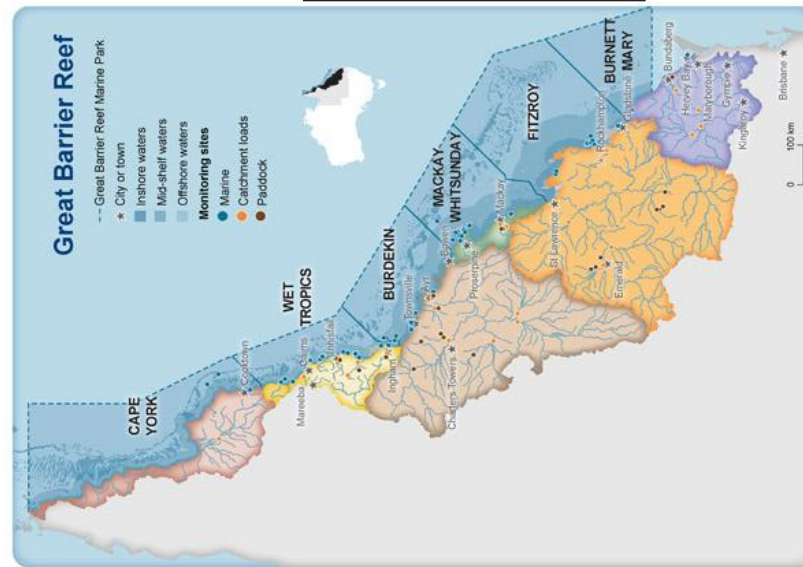 Great Barrier Reef
Great Barrier Reef Marine Park
City or town
Inshore waters
Mid-shelf waters
Offshore waters
Monitoring sites
Marine
Catchment loads
Paddock
CAPE
YORK
Cooktown
WET
TROPICS
Cairns
Mareeba
Innisfail
Ingham
BURDEKIN
Townsville
Ayr
Charters Towers
MACKAY
WHITSUNDAY
Bowen
Proserpine
Mackay
FITZROY
St Lawrence
Emerald
Rockhampton
Gladstone
BURNETT
MARY
Bundaberg
Hervey Bay
Maryborough
Gympie
Kingaroy
Brisbane
0 100 km